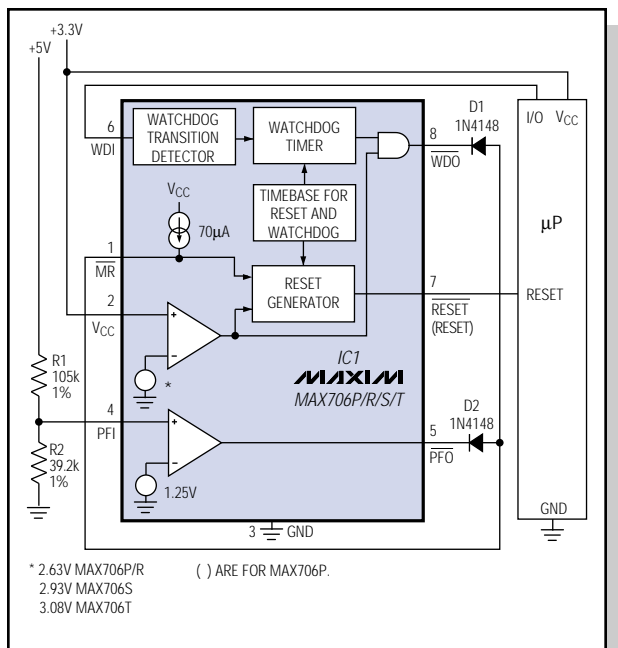 +3.3V
+5V
6
WDI
WATCHDOG
TRANSITION
DETECTOR
WATCHDOG
TIMER
8
WDO
D1
1N4148
I/O VCC
VCC
70µA
TIMEBASE FOR
RESET AND
WATCHDOG
µP
1
MR
2
VCC
RESET
GENERATOR
7
RESET
(RESET)
RESET
*
IC1
MAXIM
MAX706P/R/S/T
R1
105k
1%
4
PFI
R2
39.2k
1%
1.25V
5
PFO
D2
1N4148
3 GND
GND
* 2.63V MAX706P/R
2.93V MAX706S
3.08V MAX706T
( ) ARE FOR MAX706P.